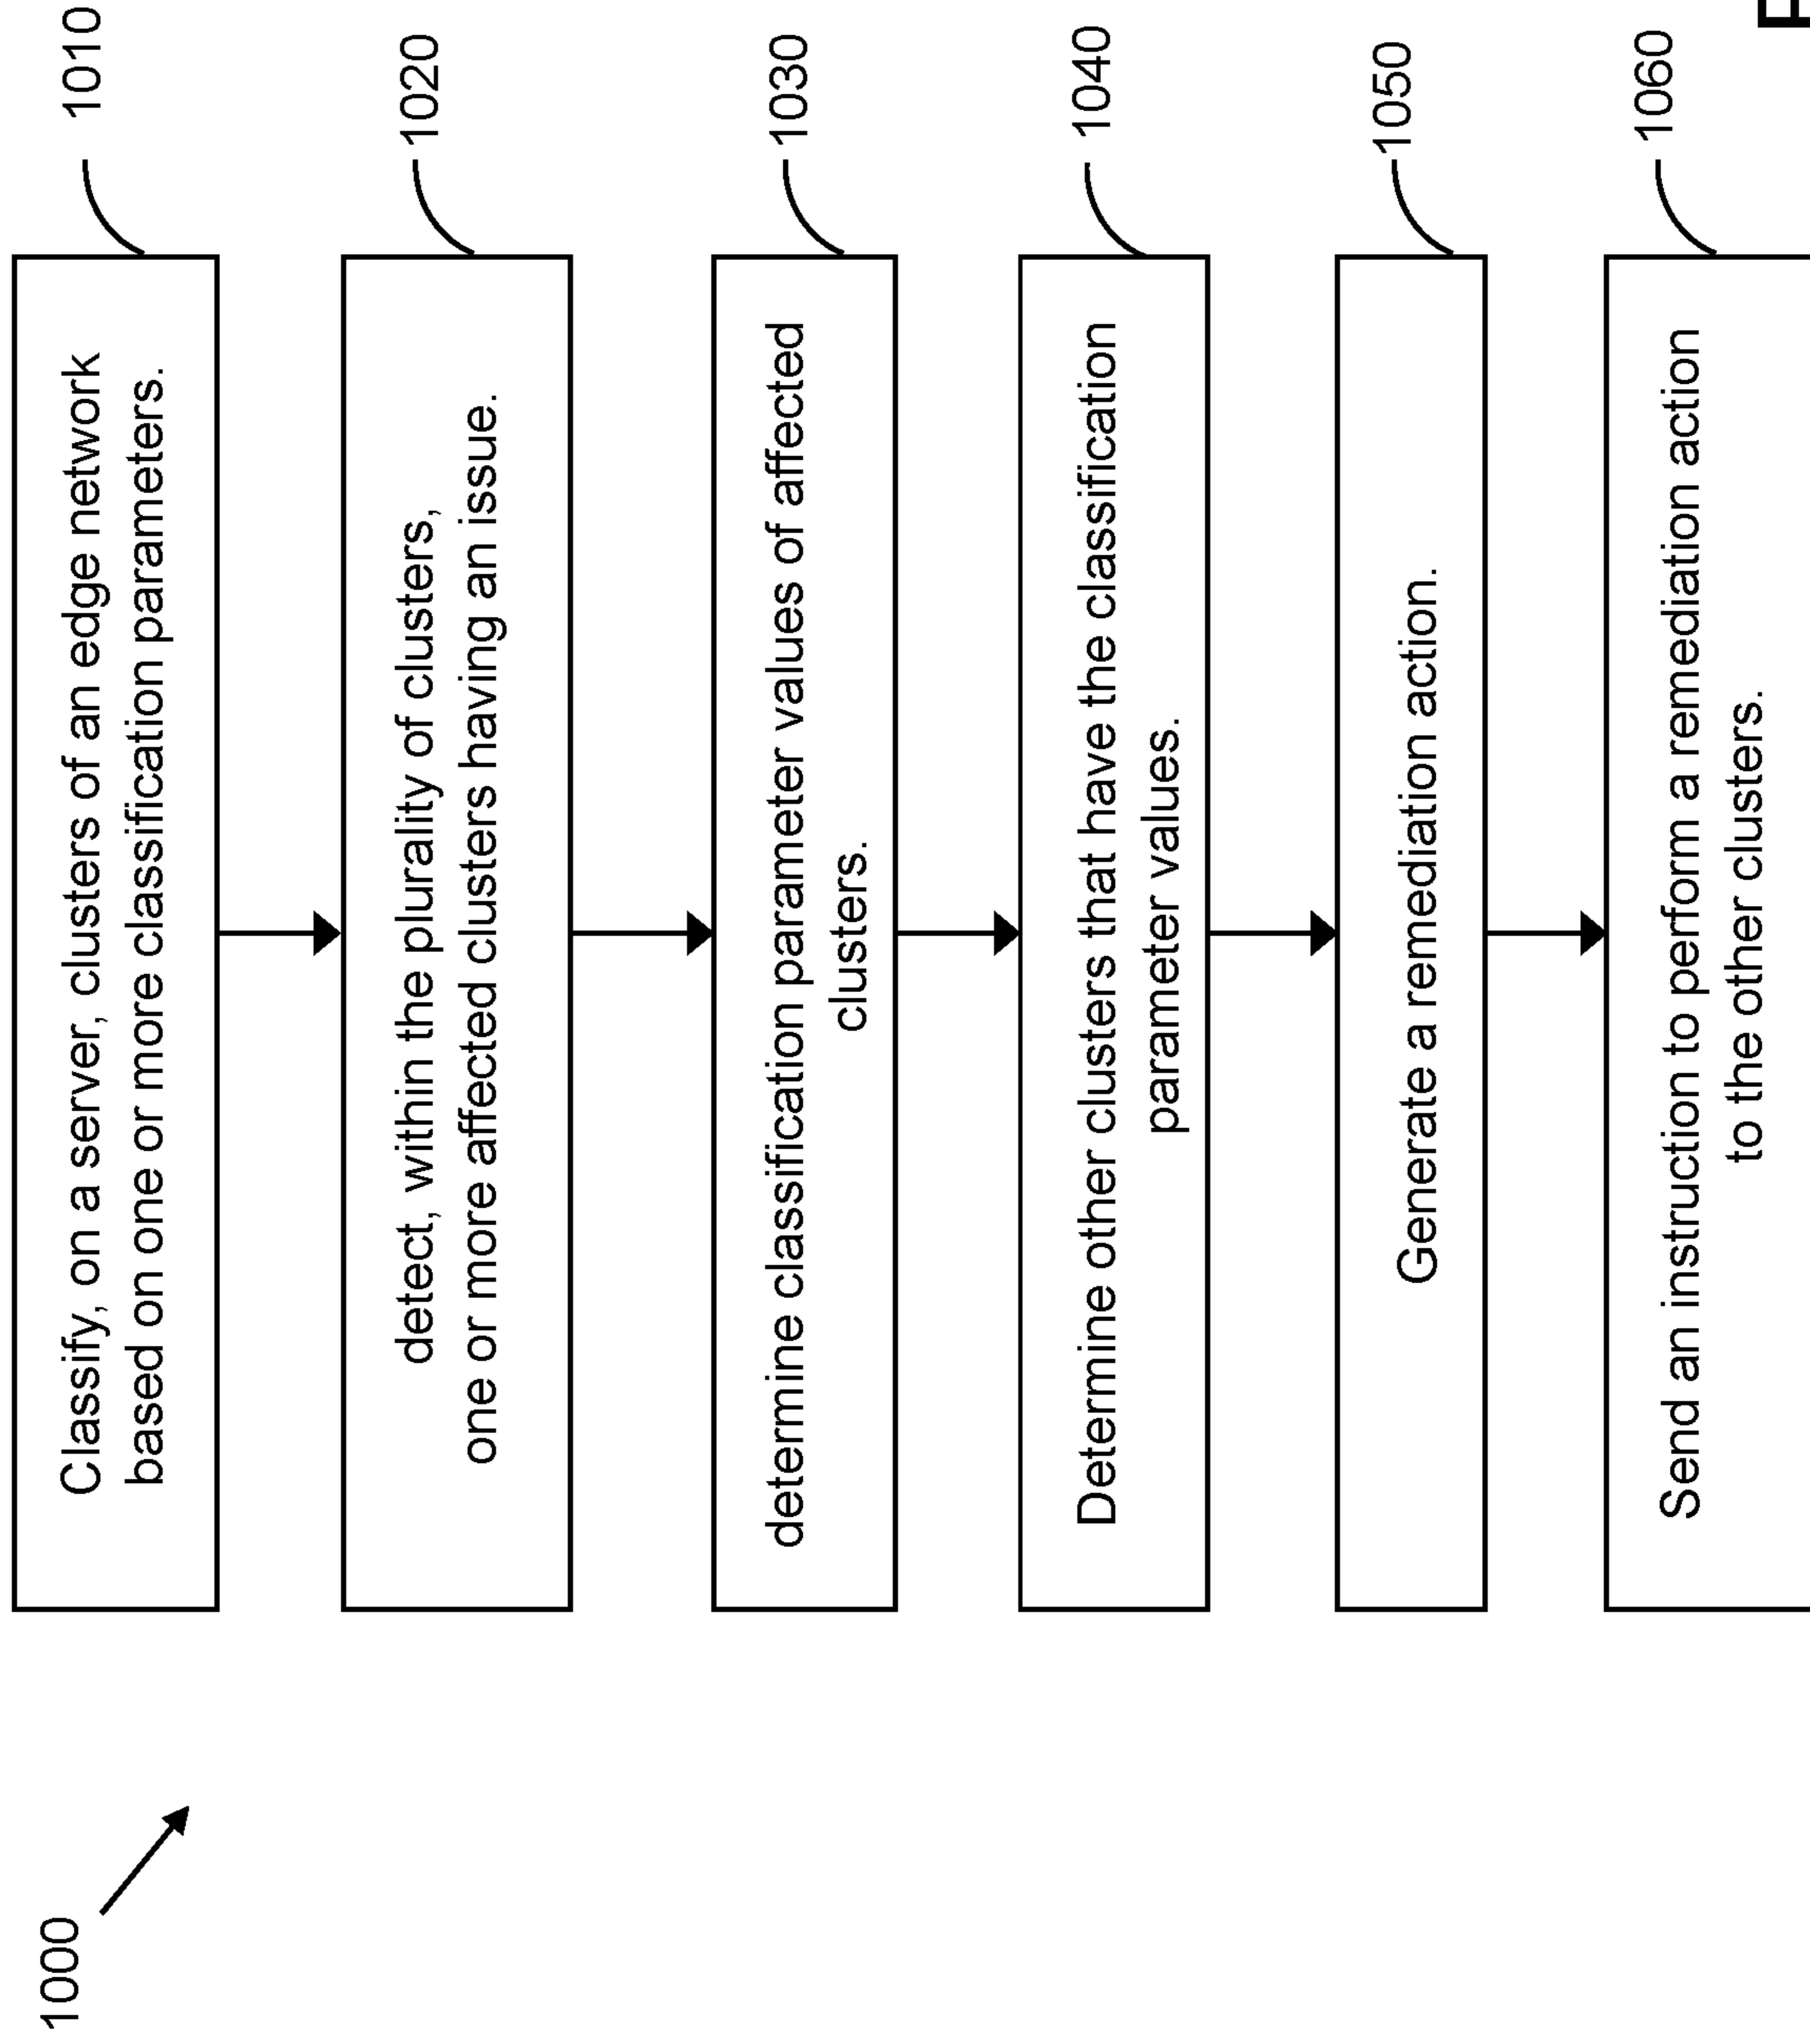 1000
Classify, on a server, clusters of an edge network
based on one or more classification parameters.
1010
detect, within the plurality of clusters,
one or more affected clusters having an issue.
1020
determine classification parameter values of affected
clusters.
1030
Determine other clusters that have the classification
parameter values.
1040
Generate a remediation action.
1050
Send an instruction to perform a remediation action
to the other clusters.
1060